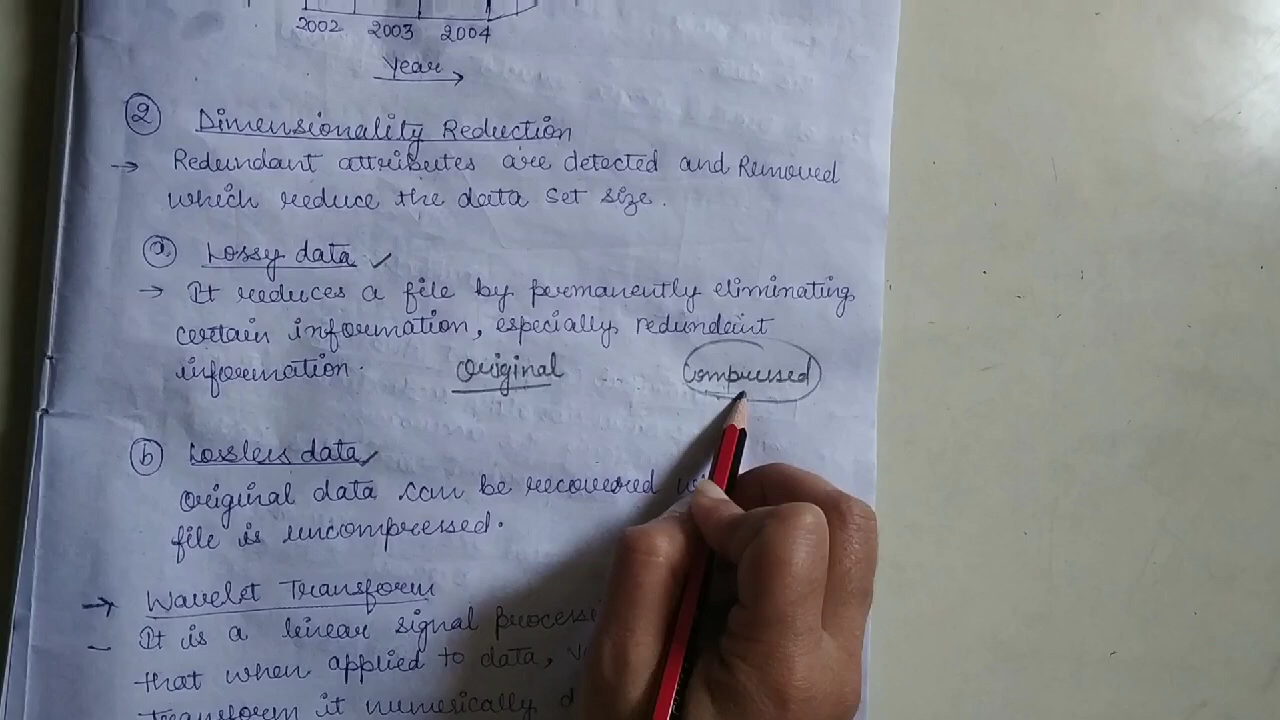 2002 2003 2004
Year
2 Dimensionality Reduction
→ Redundant attributes are detected and Removed
which reduce the data set size.
a Lossy data ✓
→ It reduces a file by permanently eliminating
certain information, especially redundant
information. Original Compressed
b Lossless data ✓
Original data can be recovered
file is uncompressed.
→ Wavelet Transform
- It is a linear signal
that when applied to data,
transform it numerically